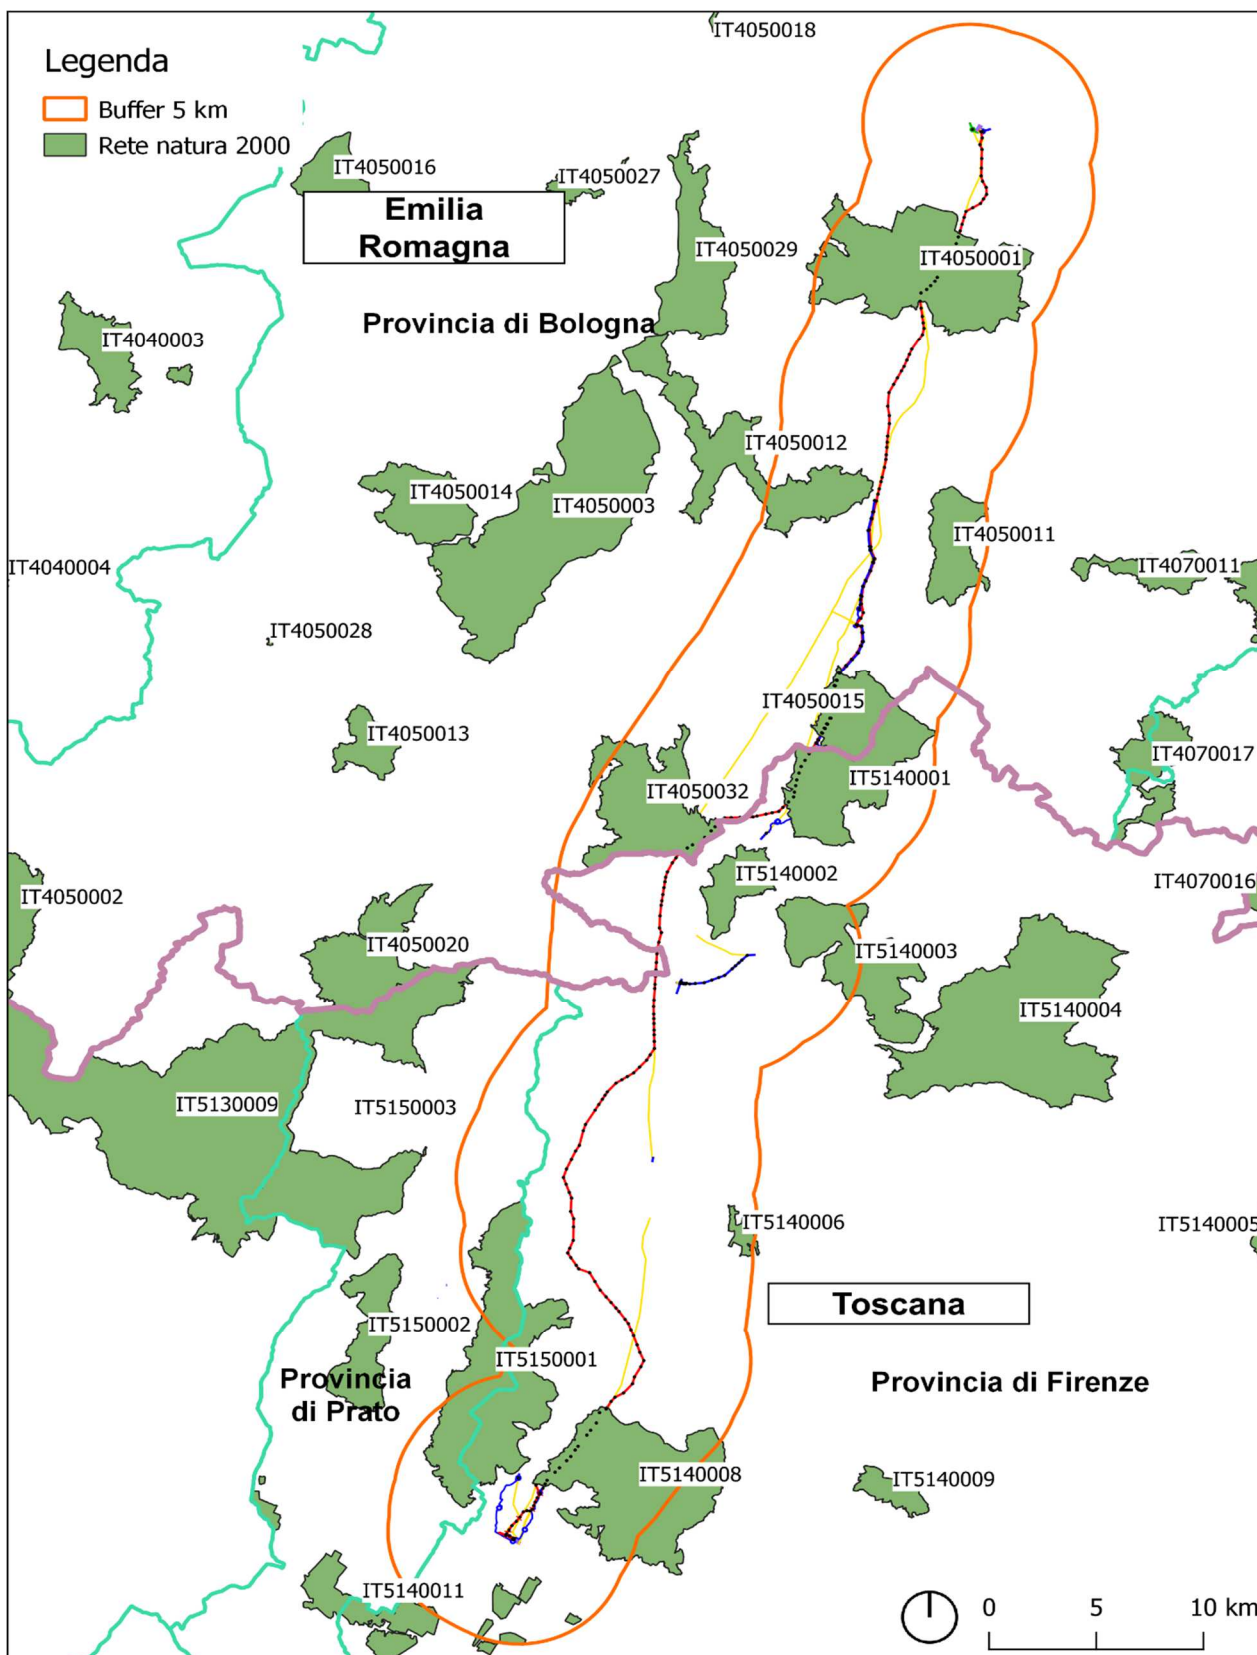 IT4050018
Legenda
Buffer 5 km
Rete natura 2000
IT4050016
IT4050027
Emilia
Romagna
IT4050029
IT4050001
Provincia di Bologna
IT4040003
IT4050012
IT4050014
IT4050003
IT4050011
IT4040004
IT4070011
IT4050028
IT4050015
IT4050013
IT4070017
IT5140001
IT4050032
IT5140002
IT4070016
IT4050002
IT4050020
IT5140003
IT5140004
IT5130009
IT5150003
IT5140006
IT5140005
Toscana
IT5150002
IT5150001
Provincia
di Prato
Provincia di Firenze
IT5140008
IT5140009
IT5140011
0 5 10 km